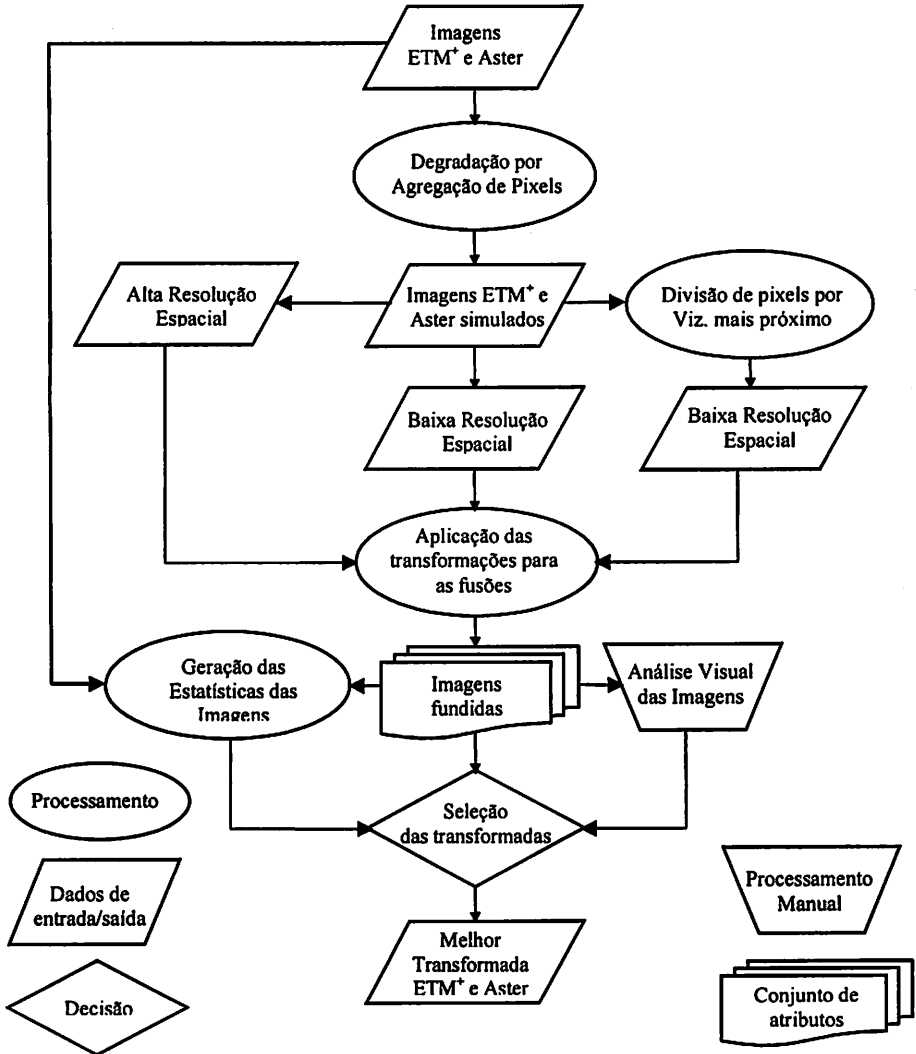 Imagens
ETM⁺ e Aster
Degradação por
Agregação de Pixels
Alta Resolução
Espacial
Imagens ETM⁺ e
Aster simulados
Divisão de pixels por
Viz. mais próximo
Baixa Resolução
Espacial
Baixa Resolução
Espacial
Aplicação das
transformações para
as fusões
Geração das
Estatísticas das
Imagens
Imagens
fundidas
Análise Visual
das Imagens
Processamento
Seleção
das transformadas
Dados de
entrada/saída
Processamento
Manual
Melhor
Transformada
ETM⁺ e Aster
Decisão
Conjunto de
atributos